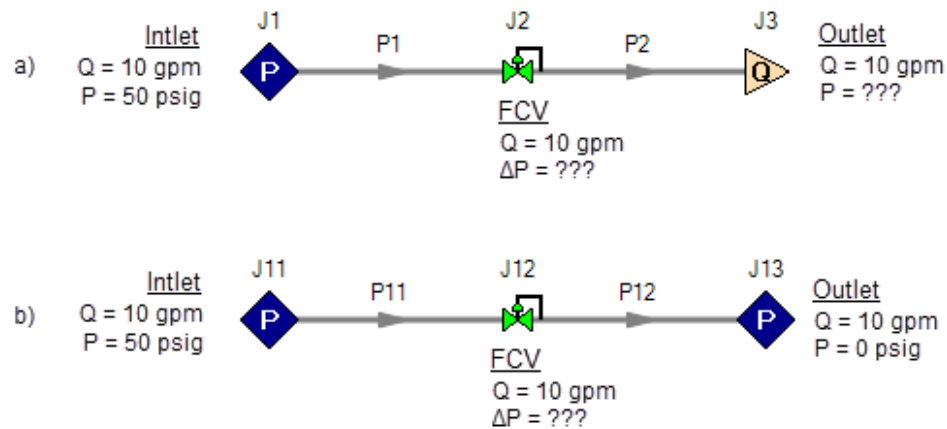 J1 J2 J3
Intlet P1 P2 Outlet
a) Q = 10 gpm P P = 50 psig Q Q = 10 gpm
P = ???
FCV
Q = 10 gpm
ΔP = ???
J11 J12 J13
Intlet P11 P12 Outlet
b) Q = 10 gpm P P Q = 10 gpm
P = 50 psig P = 0 psig
FCV
Q = 10 gpm
ΔP = ???